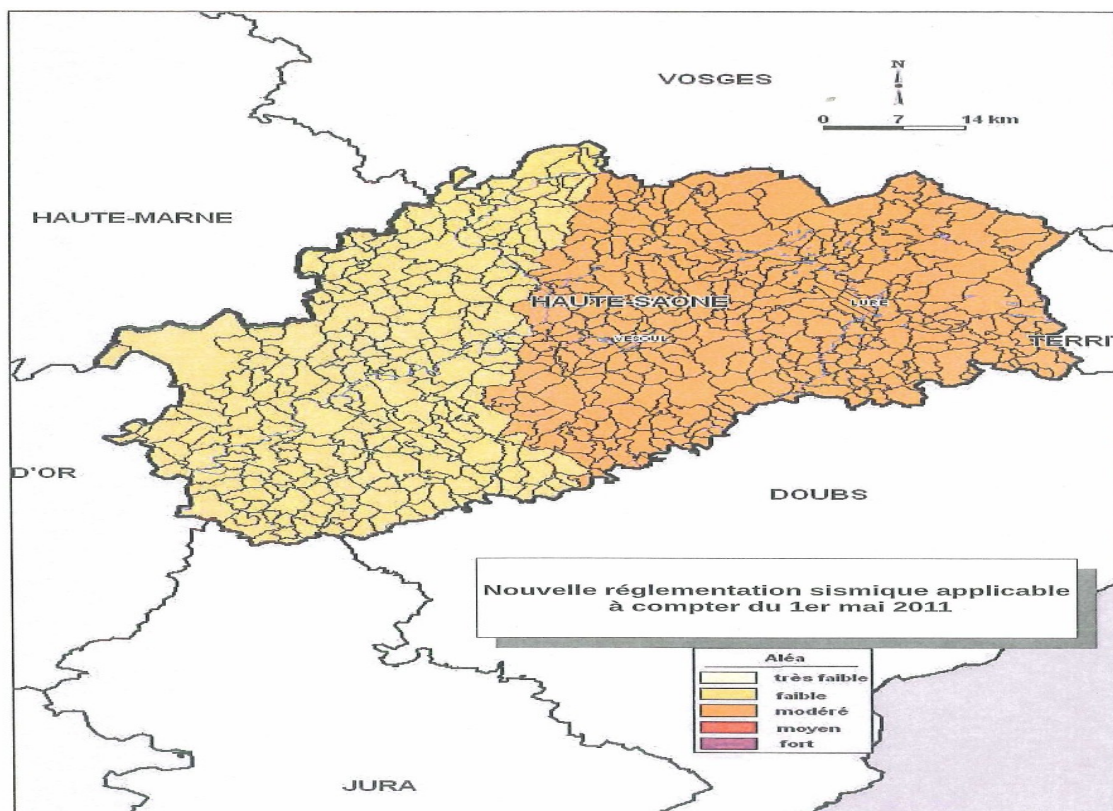 VOSGES
N
0 7 14 km
HAUTE-MARNE
HAUTE-SAONE
LURE
VESOUL
TERRIT
D'OR
DOUBS
Nouvelle réglementation sismique applicable
à compter du 1er mai 2011
Aléa
très faible
faible
modéré
moyen
fort
JURA